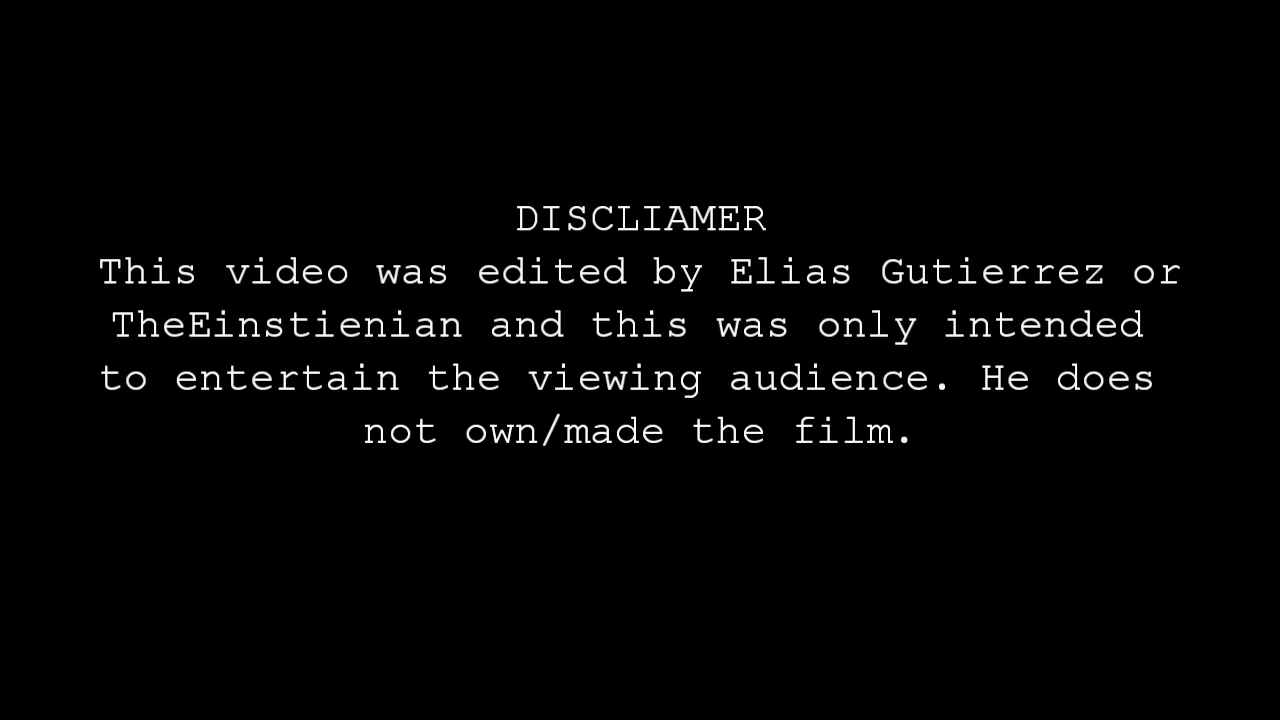 DISCLIAMER
This video was edited by Elias Gutierrez or
TheEinstienian and this was only intended
to entertain the viewing audience. He does
not own/made the film.